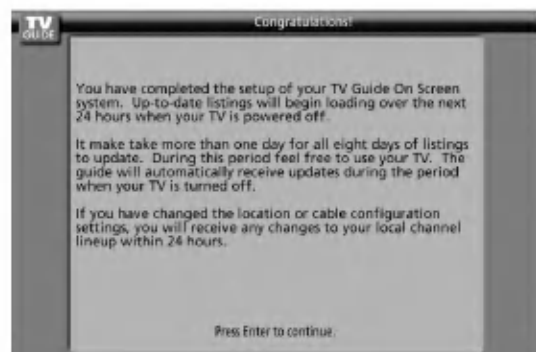 TV
GUIDE
Congratulations!
You have completed the setup of your TV Guide On Screen
system. Up-to-date listings will begin loading over the next
24 hours when your TV is powered off.
It make take more than one day for all eight days of listings
to update. During this period feel free to use your TV. The
guide will automatically receive updates during the period
when your TV is turned off.
If you have changed the location or cable configuration
settings, you will receive any changes to your local channel
lineup within 24 hours.
Press Enter to continue.